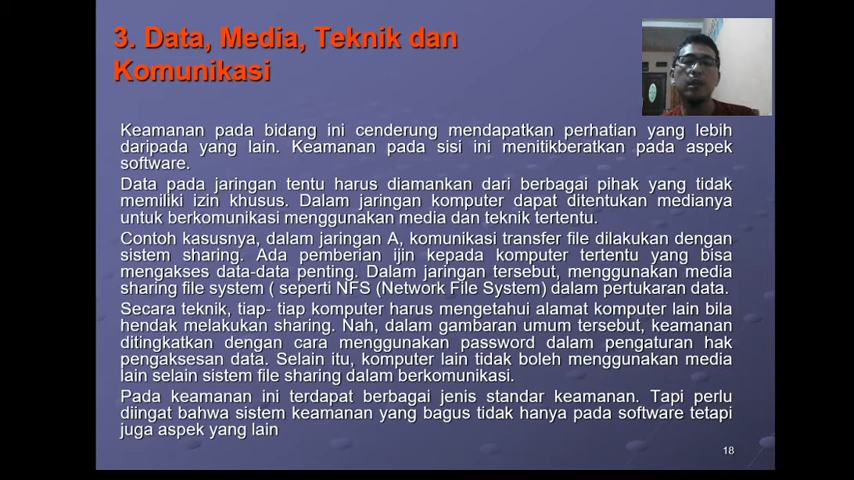 3. Data, Media, Teknik dan
Komunikasi
Keamanan pada bidang ini cenderung mendapatkan perhatian yang lebih
daripada yang lain. Keamanan pada sisi ini menitikberatkan pada aspek
software.
Data pada jaringan tentu harus diamankan dari berbagai pihak yang tidak
memiliki izin khusus. Dalam jaringan komputer dapat ditentukan medianya
untuk berkomunikasi menggunakan media dan teknik tertentu.
Contoh kasusnya, dalam jaringan A, komunikasi transfer file dilakukan dengan
sistem sharing. Ada pemberian ijin kepada komputer tertentu yang bisa
mengakses data-data penting. Dalam jaringan tersebut, menggunakan media
sharing file system ( seperti NFS (Network File System) dalam pertukaran data.
Secara teknik, tiap- tiap komputer harus mengetahui alamat komputer lain bila
hendak melakukan sharing. Nah, dalam gambaran umum tersebut, keamanan
ditingkatkan dengan cara menggunakan password dalam pengaturan hak
pengaksesan data. Selain itu, komputer lain tidak boleh menggunakan media
lain selain sistem file sharing dalam berkomunikasi.
Pada keamanan ini terdapat berbagai jenis standar keamanan. Tapi perlu
diingat bahwa sistem keamanan yang bagus tidak hanya pada software tetapi
juga aspek yang lain
18